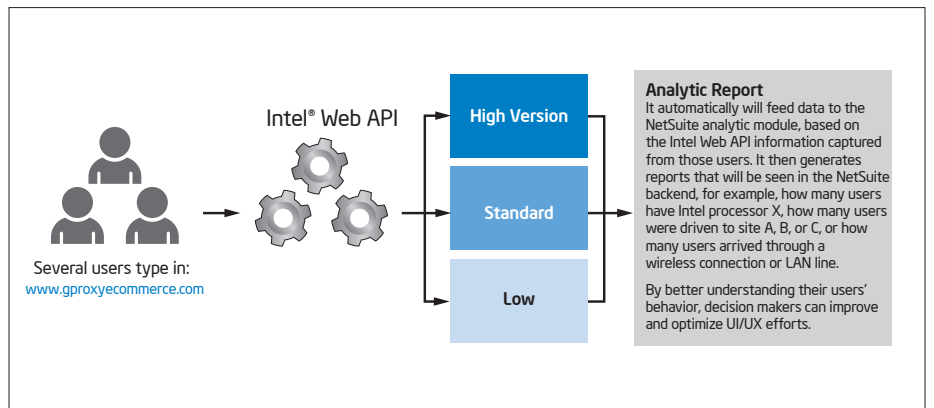 Several users type in:
www.gproxyecommerce.com
Intel® Web API
High Version
Standard
Low
Analytic Report
It automatically will feed data to the
NetSuite analytic module, based on
the Intel Web API information captured
from those users. It then generates
reports that will be seen in the NetSuite
backend, for example, how many users
have Intel processor X, how many users
were driven to site A, B, or C, or how
many users arrived through a
wireless connection or LAN line.
By better understanding their users’
behavior, decision makers can improve
and optimize UI/UX efforts.